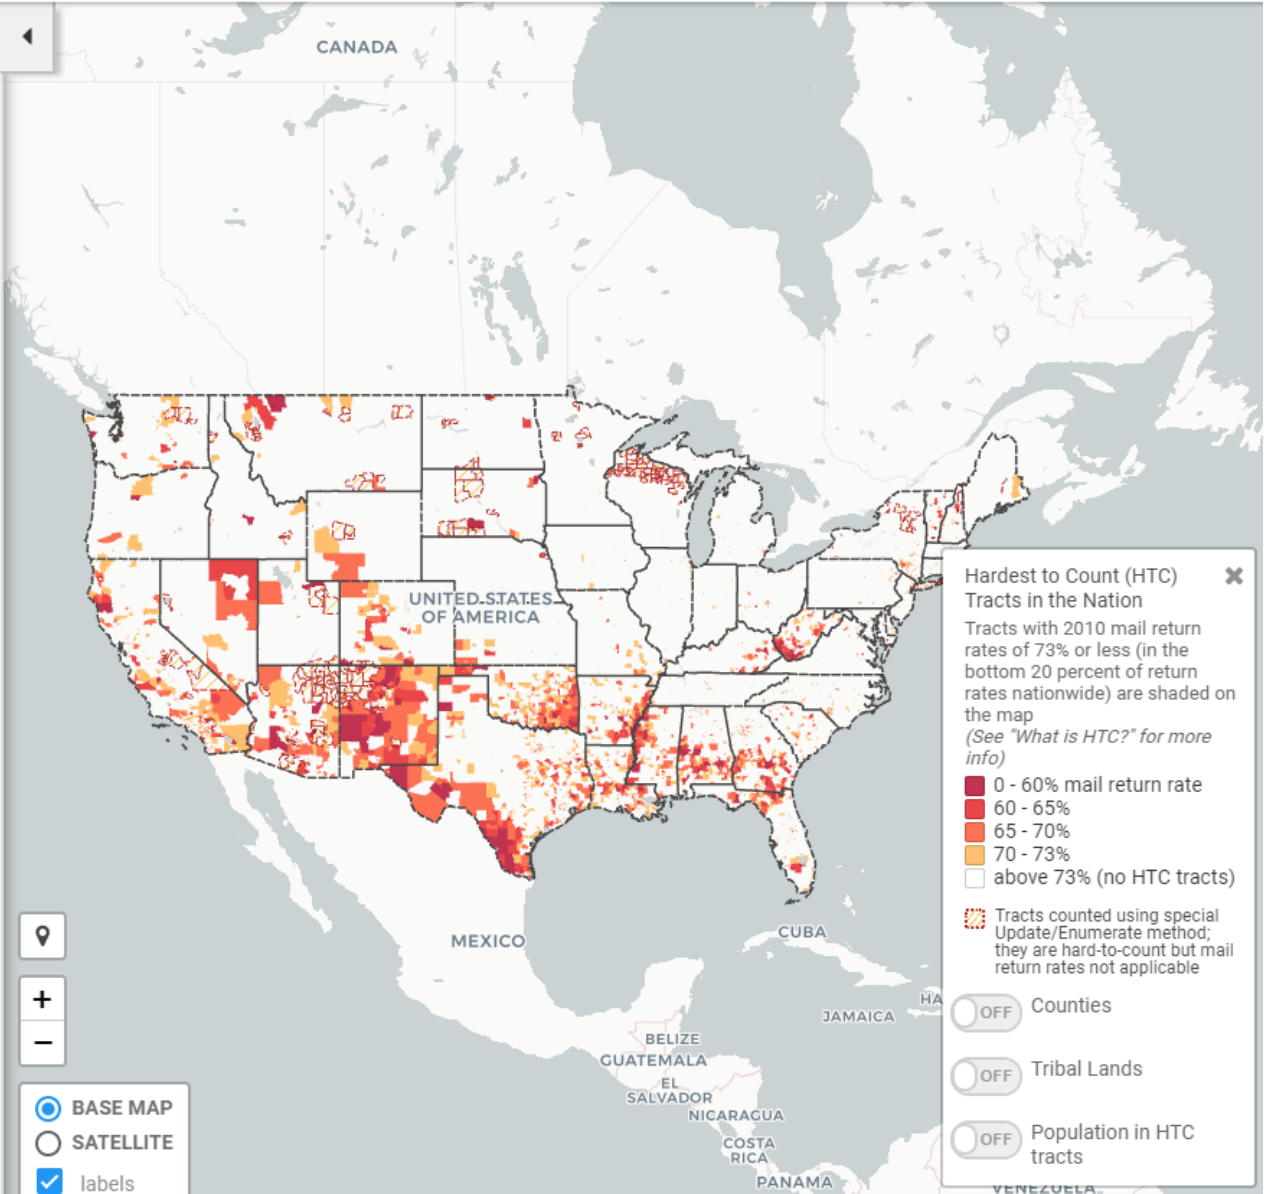 CANADA
UNITED STATES
OF AMERICA
MEXICO
CUBA
HA
JAMAICA
BELIZE
GUATEMALA
EL
SALVADOR
NICARAGUA
COSTA
RICA
PANAMA
VENEZUELA
Hardest to Count (HTC)
Tracts in the Nation
Tracts with 2010 mail return
rates of 73% or less (in the
bottom 20 percent of return
rates nationwide) are shaded on
the map
(See "What is HTC?" for more
info)
0 - 60% mail return rate
60 - 65%
65 - 70%
70 - 73%
above 73% (no HTC tracts)
Tracts counted using special
Update/Enumerate method;
they are hard-to-count but mail
return rates not applicable
OFF Counties
OFF Tribal Lands
OFF Population in HTC
tracts
+
−
BASE MAP
SATELLITE
labels